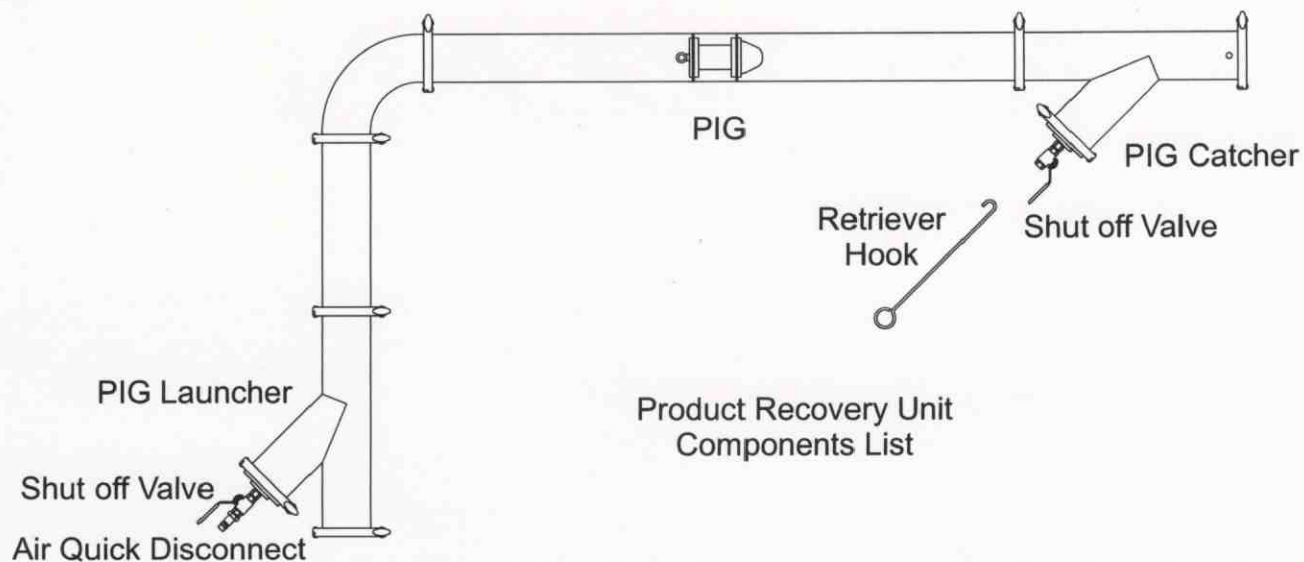 PIG
PIG Catcher
Retriever
Hook
Shut off Valve
PIG Launcher
Product Recovery Unit
Components List
Shut off Valve
Air Quick Disconnect